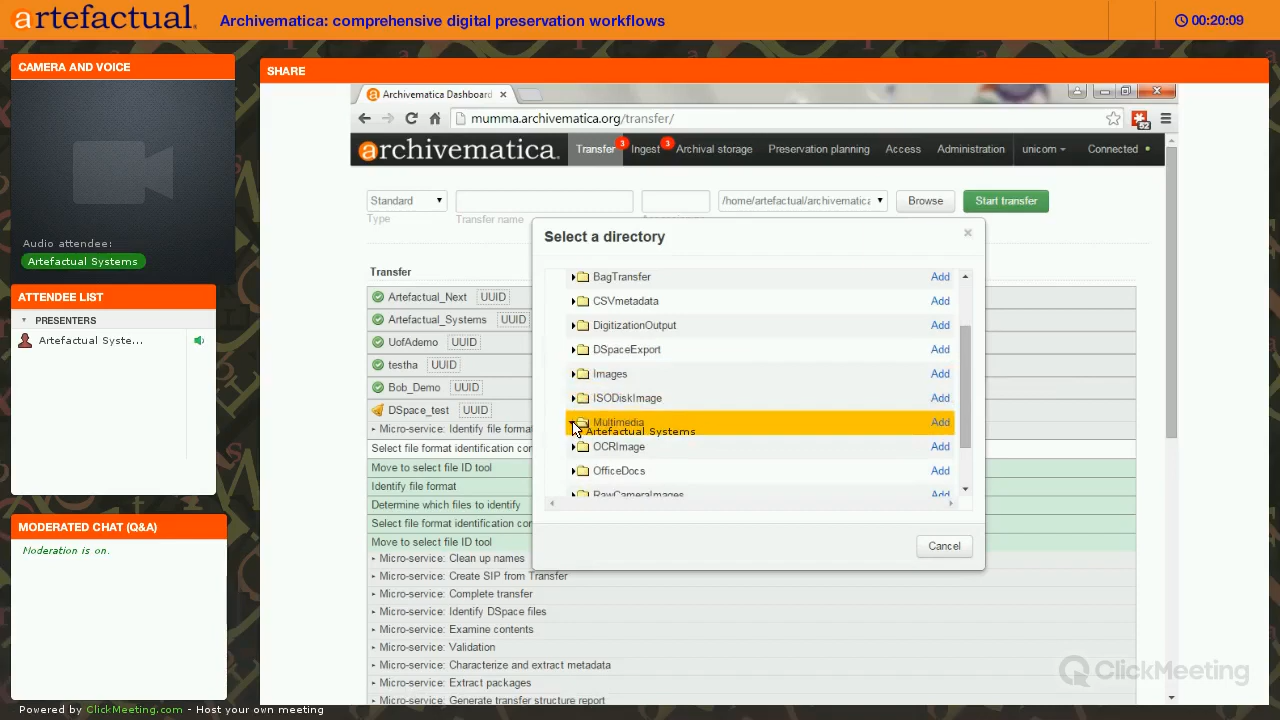 artefactual.
Archivematica: comprehensive digital preservation workflows
00:20:09
CAMERA AND VOICE
Audio attendee:
Artefactual Systems
ATTENDEE LIST
PRESENTERS
Artefactual Syste...
MODERATED CHAT (Q&A)
Moderation is on.
SHARE
Archivematica Dashboard
mumma.archivematica.org/transfer/
52
archivematica.
Transfer 3
Ingest 3
Archival storage
Preservation planning
Access
Administration
unicorn
Connected
Standard
/home/artefactual/archivematica
Browse
Start transfer
Type
Transfer name
Select a directory
BagTransfer Add
CSVmetadata Add
DigitizationOutput Add
DSpaceExport Add
Images Add
ISODiskImage Add
Multimedia Add
Artefactual Systems
OCRImage Add
OfficeDocs Add
RawCameraImages Add
Cancel
Transfer
Artefactual_Next UUID
Artefactual_Systems UUID
UofAdemo UUID
testha UUID
Bob_Demo UUID
DSpace_test UUID
Micro-service: Identify file forma
Select file format identification cor
Move to select file ID tool
Identify file format
Determine which files to identify
Select file format identification cor
Move to select file ID tool
Micro-service: Clean up names
Micro-service: Create SIP from Transfer
Micro-service: Complete transfer
Micro-service: Identify DSpace files
Micro-service: Examine contents
Micro-service: Validation
Micro-service: Characterize and extract metadata
Micro-service: Extract packages
Micro-service: Generate transfer structure report
ClickMeeting
Powered by ClickMeeting.com - Host your own meeting